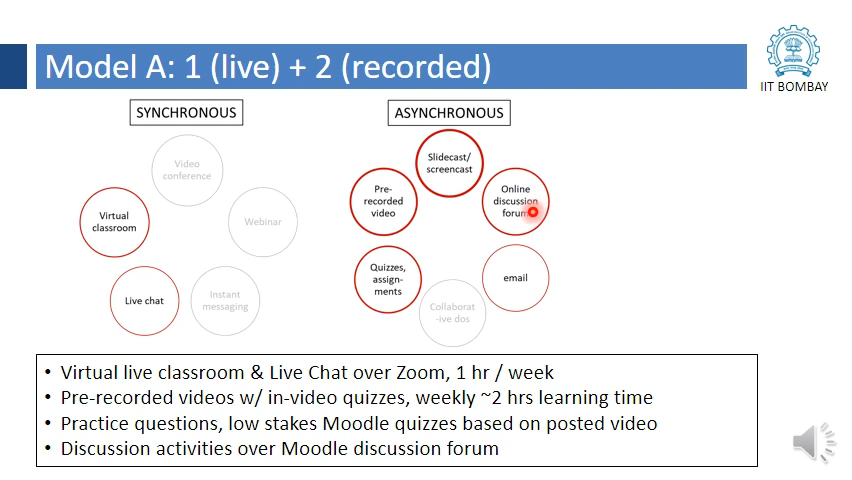 Model A: 1 (live) + 2 (recorded)
IIT BOMBAY
SYNCHRONOUS
Video
conference
Virtual
classroom
Webinar
Live chat
Instant
messaging
ASYNCHRONOUS
Slidecast/
screencast
Pre-
recorded
video
Online
discussion
forum
Quizzes,
assign-
ments
email
Collaborat
-ive dos
• Virtual live classroom & Live Chat over Zoom, 1 hr / week
• Pre-recorded videos w/ in-video quizzes, weekly ~2 hrs learning time
• Practice questions, low stakes Moodle quizzes based on posted video
• Discussion activities over Moodle discussion forum